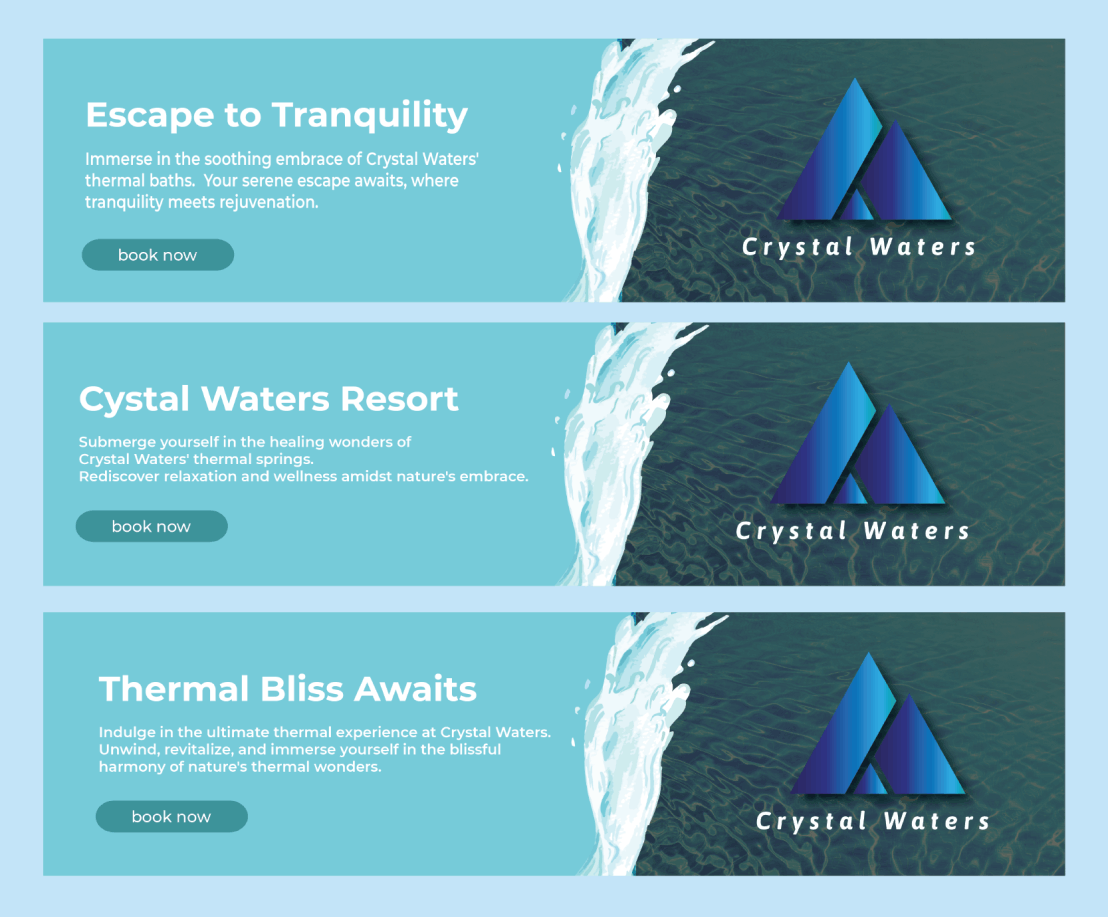 Escape to Tranquility
Immerse in the soothing embrace of Crystal Waters'
thermal baths.  Your serene escape awaits, where
tranquility meets rejuvenation.
book now
Crystal Waters
Cystal Waters Resort
Submerge yourself in the healing wonders of
Crystal Waters' thermal springs.
Rediscover relaxation and wellness amidst nature's embrace.
book now
Crystal Waters
Thermal Bliss Awaits
Indulge in the ultimate thermal experience at Crystal Waters.
Unwind, revitalize, and immerse yourself in the blissful
harmony of nature's thermal wonders.
book now
Crystal Waters